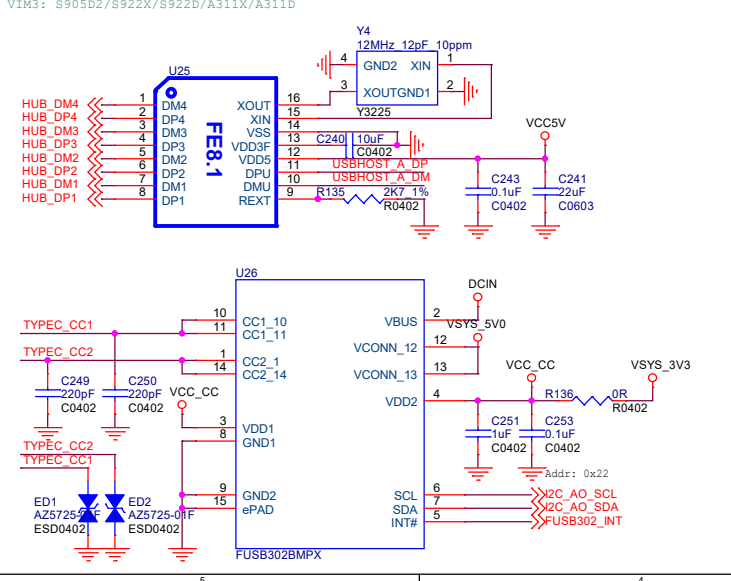 VIM3: S905D2/S922X/S922D/A311X/A311D
Y4
12MHz_12pF_10ppm
4 GND2 XIN 1
3 XOUT GND1 2
Y3225
U25
FE8.1
HUB_DM4 1 DM4 XOUT 16
HUB_DP4 2 DP4 XIN 15
HUB_DM3 3 DM3 VSS 14
HUB_DP3 4 DP3 VDD3F 13
HUB_DM2 5 DM2 VDD5 12
HUB_DP2 6 DP2 DPU 11 USBHOST_A_DP
HUB_DM1 7 DM1 DMU 10 USBHOST_A_DM
HUB_DP1 8 DP1 REXT 9
C240 10uF
C0402
R135 2K7_1%
R0402
VCC5V
C243
0.1uF
C0402
C241
22uF
C0603
U26
DCIN
VSYS_5V0
10 CC1_10 VBUS 2
TYPEC_CC1 11 CC1_11
VCONN_12 12
TYPEC_CC2 1 CC2_1
14 CC2_14 VCONN_13 13
C249
220pF
C0402
C250
220pF
C0402
VCC_CC
VCC_CC
VSYS_3V3
VDD2 4
R136 0R
R0402
3 VDD1
8 GND1
C251
1uF
C0402
C253
0.1uF
C0402
TYPEC_CC2
TYPEC_CC1
Addr: 0x22
9 GND2 SCL 6 I2C_AO_SCL
15 ePAD SDA 7 I2C_AO_SDA
INT# 5 FUSB302_INT
ED1
AZ5725-01F
ESD0402
ED2
AZ5725-01F
ESD0402
FUSB302BMPX
5 4